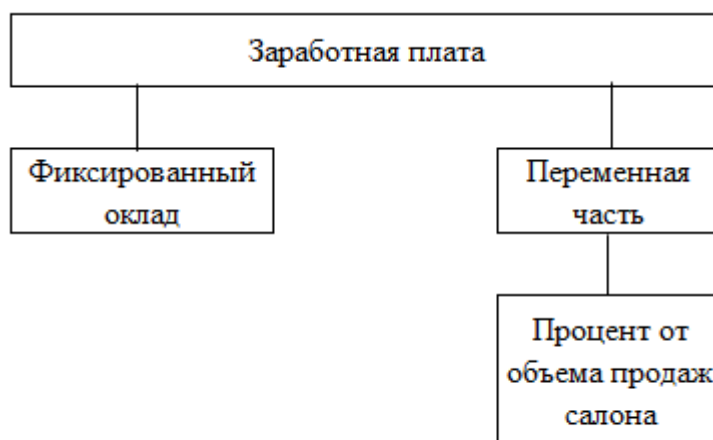 Заработная плата
Фиксированный
оклад
Переменная
часть
Процент от
объема продаж
салона